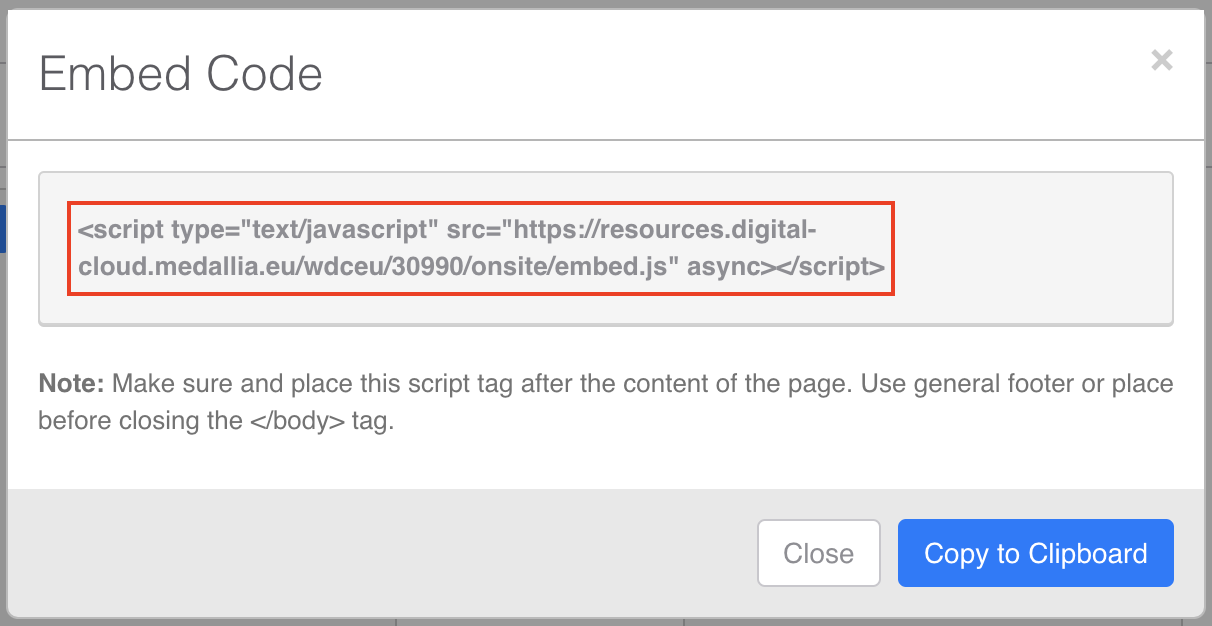 Embed Code
×
<script type="text/javascript" src="https://resources.digital-
cloud.medallia.eu/wdceu/30990/onsite/embed.js" async></script>
Note: Make sure and place this script tag after the content of the page. Use general footer or place
before closing the </body> tag.
Close
Copy to Clipboard